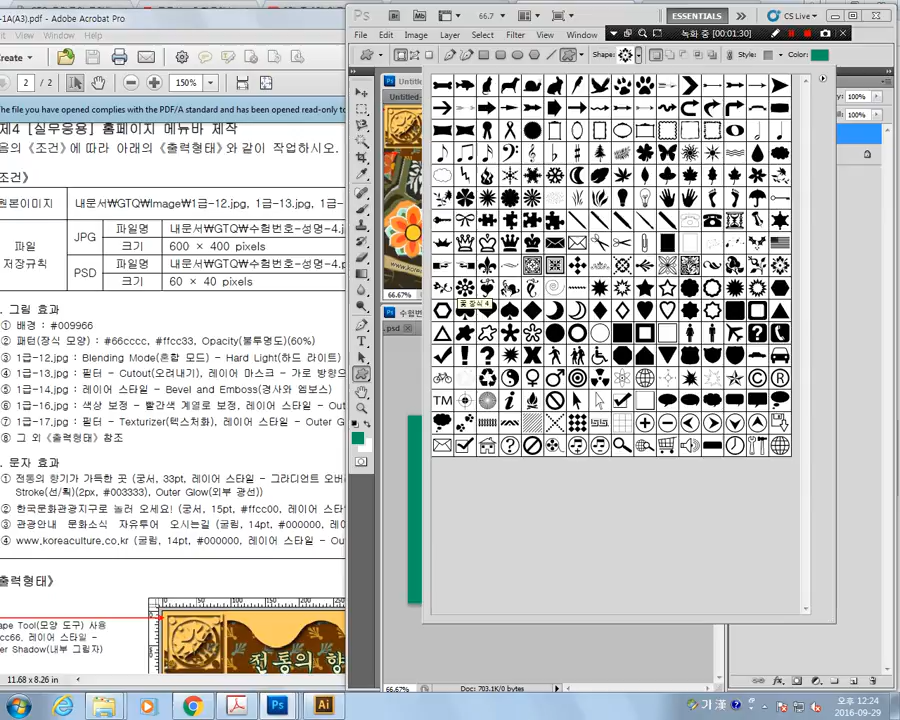 -1A(A3).pdf - Adobe Acrobat Pro
View Window Help
Create
2 / 2 150%
The file you have opened complies with the PDF/A standard and has been opened read-only to
제4 [실무응용] 홈페이지 메뉴바 제작
음의 《조건》에 따라 아래의 《출력형태》와 같이 작업하시오.
조건》
원본이미지 내문서₩GTQ₩Image₩1급-12.jpg, 1급-13.jpg, 1급
파일 저장규칙
JPG 파일명 내문서₩GTQ₩수험번호-성명-4.j
크기 600 × 400 pixels
PSD 파일명 내문서₩GTQ₩수험번호-성명-4.p
크기 60 × 40 pixels
. 그림 효과
① 배경 : #009966
② 패턴(장식 모양) : #66cccc, #ffcc33, Opacity(불투명도)(60%)
③ 1급-12.jpg : Blending Mode(혼합 모드) - Hard Light(하드 라이트)
④ 1급-13.jpg : 필터 - Cutout(오려내기), 레이어 마스크 - 가로 방향으
⑤ 1급-14.jpg : 레이어 스타일 - Bevel and Emboss(경사와 엠보스)
⑥ 1급-16.jpg : 색상 보정 - 빨간색 계열로 보정, 레이어 스타일 - Outer
⑦ 1급-17.jpg : 필터 - Texturizer(텍스처화), 레이어 스타일 - Outer G
⑧ 그 외 《출력형태》 참조
. 문자 효과
① 전통의 향기가 가득한 곳 (궁서, 33pt, 레이어 스타일 - 그라디언트 오버
Stroke(선/획)(2px, #003333), Outer Glow(외부 광선))
② 한국문화관광지구로 놀러 오세요! (궁서, 15pt, #ffcc00, 레이어 스
③ 관광안내 문화소식 자유투어 오시는길 (굴림, 14pt, #000000, 레이
④ www.koreaculture.co.kr (굴림, 14pt, #000000, 레이어 스타일 - Ou
출력형태》
ape Tool(모양 도구) 사용
cc66, 레이어 스타일 -
er Shadow(내부 그림자)
전통의 향
11.68 x 8.26 in
Ps Br Mb 66.7 ESSENTIALS CS Live
녹화 중 [00:01:30]
File Edit Image Layer Select Filter View Window Help
Shape: Style: Color:
Untitled
꽃 장식 4
TM
66.67%
수험번
.psd
100%
100%
66.67% Doc: 703.1K/0 bytes
가 漢
오후 12:24
2016-09-29